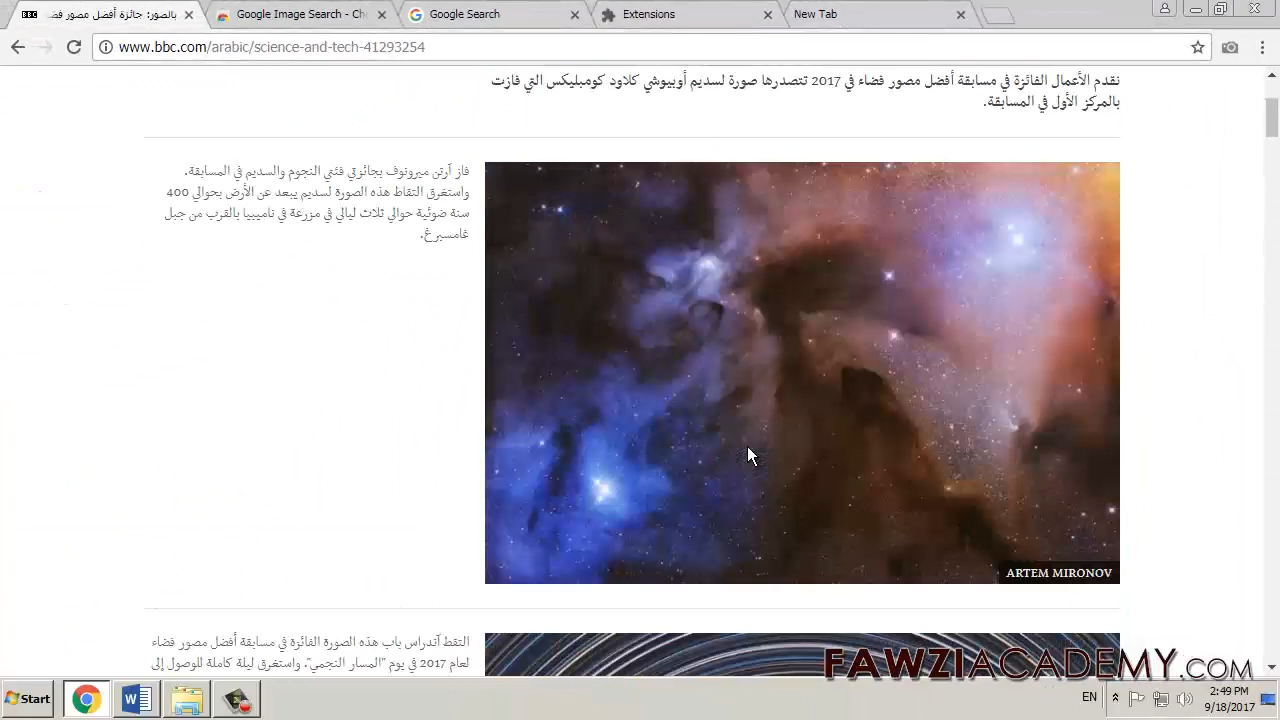 BBC بالصور: جائزة أفضل مصور فض
Google Image Search - Ch
Google Search
Extensions
New Tab
www.bbc.com/arabic/science-and-tech-41293254
نقدم الأعمال الفائزة في مسابقة أفضل مصور فضاء في 2017 تتصدرها صورة لسديم أوبيوشي كلاود كومبليكس التي فازت
بالمركز الأول في المسابقة.
فاز آرتن ميرونوف بجائزتي فئتي النجوم والسديم في المسابقة.
واستغرق التقاط هذه الصورة لسديم يبعد عن الأرض بحوالي 400
سنة ضوئية حوالي ثلاث ليالي في مزرعة في ناميبيا بالقرب من جبل
غامسبرغ.
ARTEM MIRONOV
التقط آندراس باب هذه الصورة الفائزة في مسابقة أفضل مصور فضاء
لعام 2017 في يوم "المسار النجمي". واستغرق ليلة كاملة للوصول إلى
FAWZIACADEMY.COM
Start
EN
2:49 PM
9/18/2017